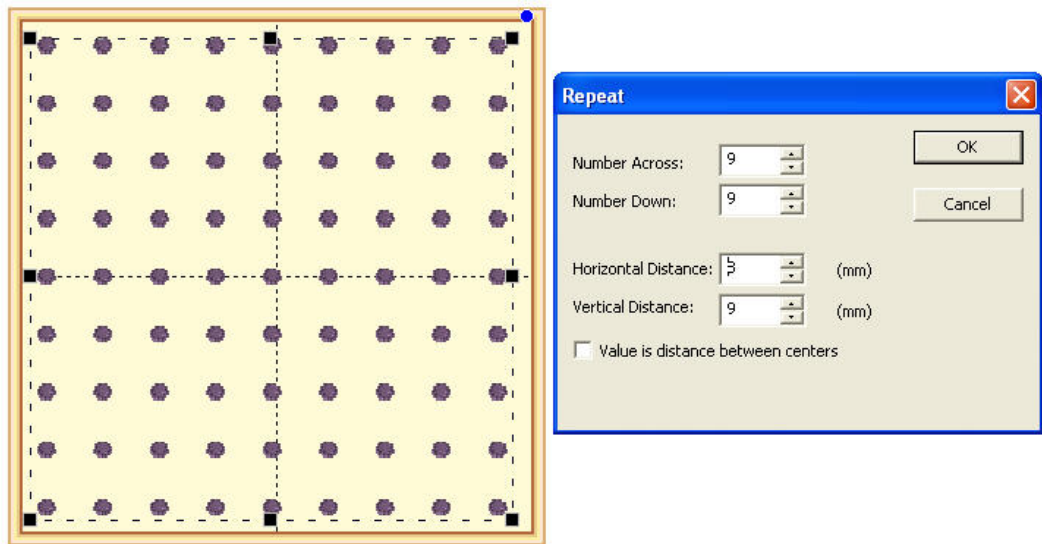 Repeat
OK
Number Across: 9
Number Down: 9
Cancel
Horizontal Distance: (mm)
Vertical Distance: 9 (mm)
Value is distance between centers